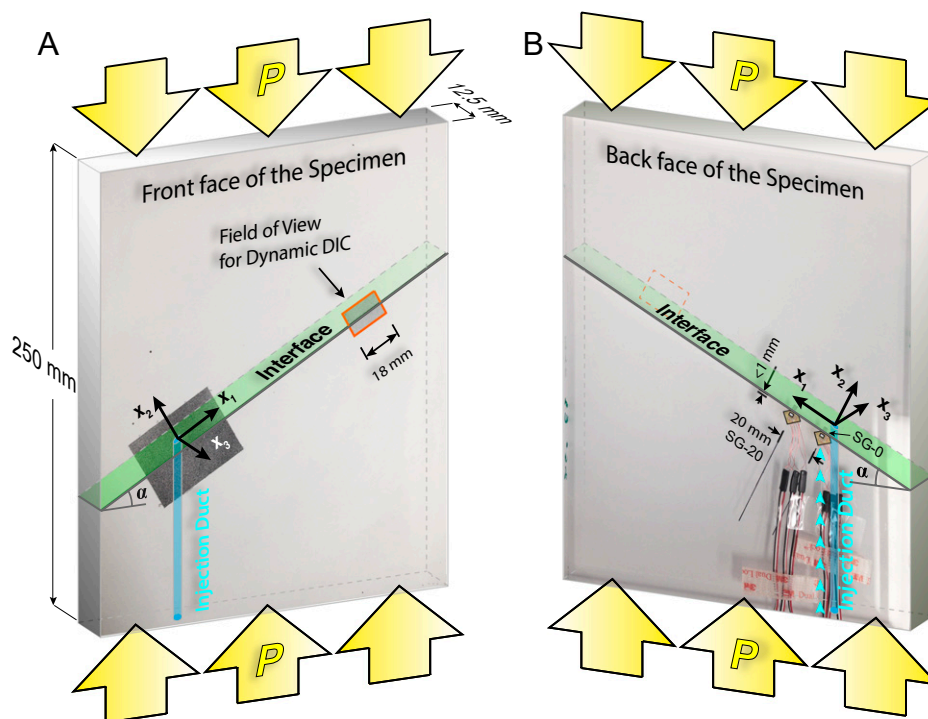 A
P
12.5 mm
Front face of the Specimen
Field of View
for Dynamic DIC
250 mm
Interface
18 mm
x₁
x₂
x₃
α
Injection Duct
P
B
P
Back face of the Specimen
Interface
<1 mm
x₁
x₂
x₃
20 mm
SG-20
SG-0
α
Injection Duct
P